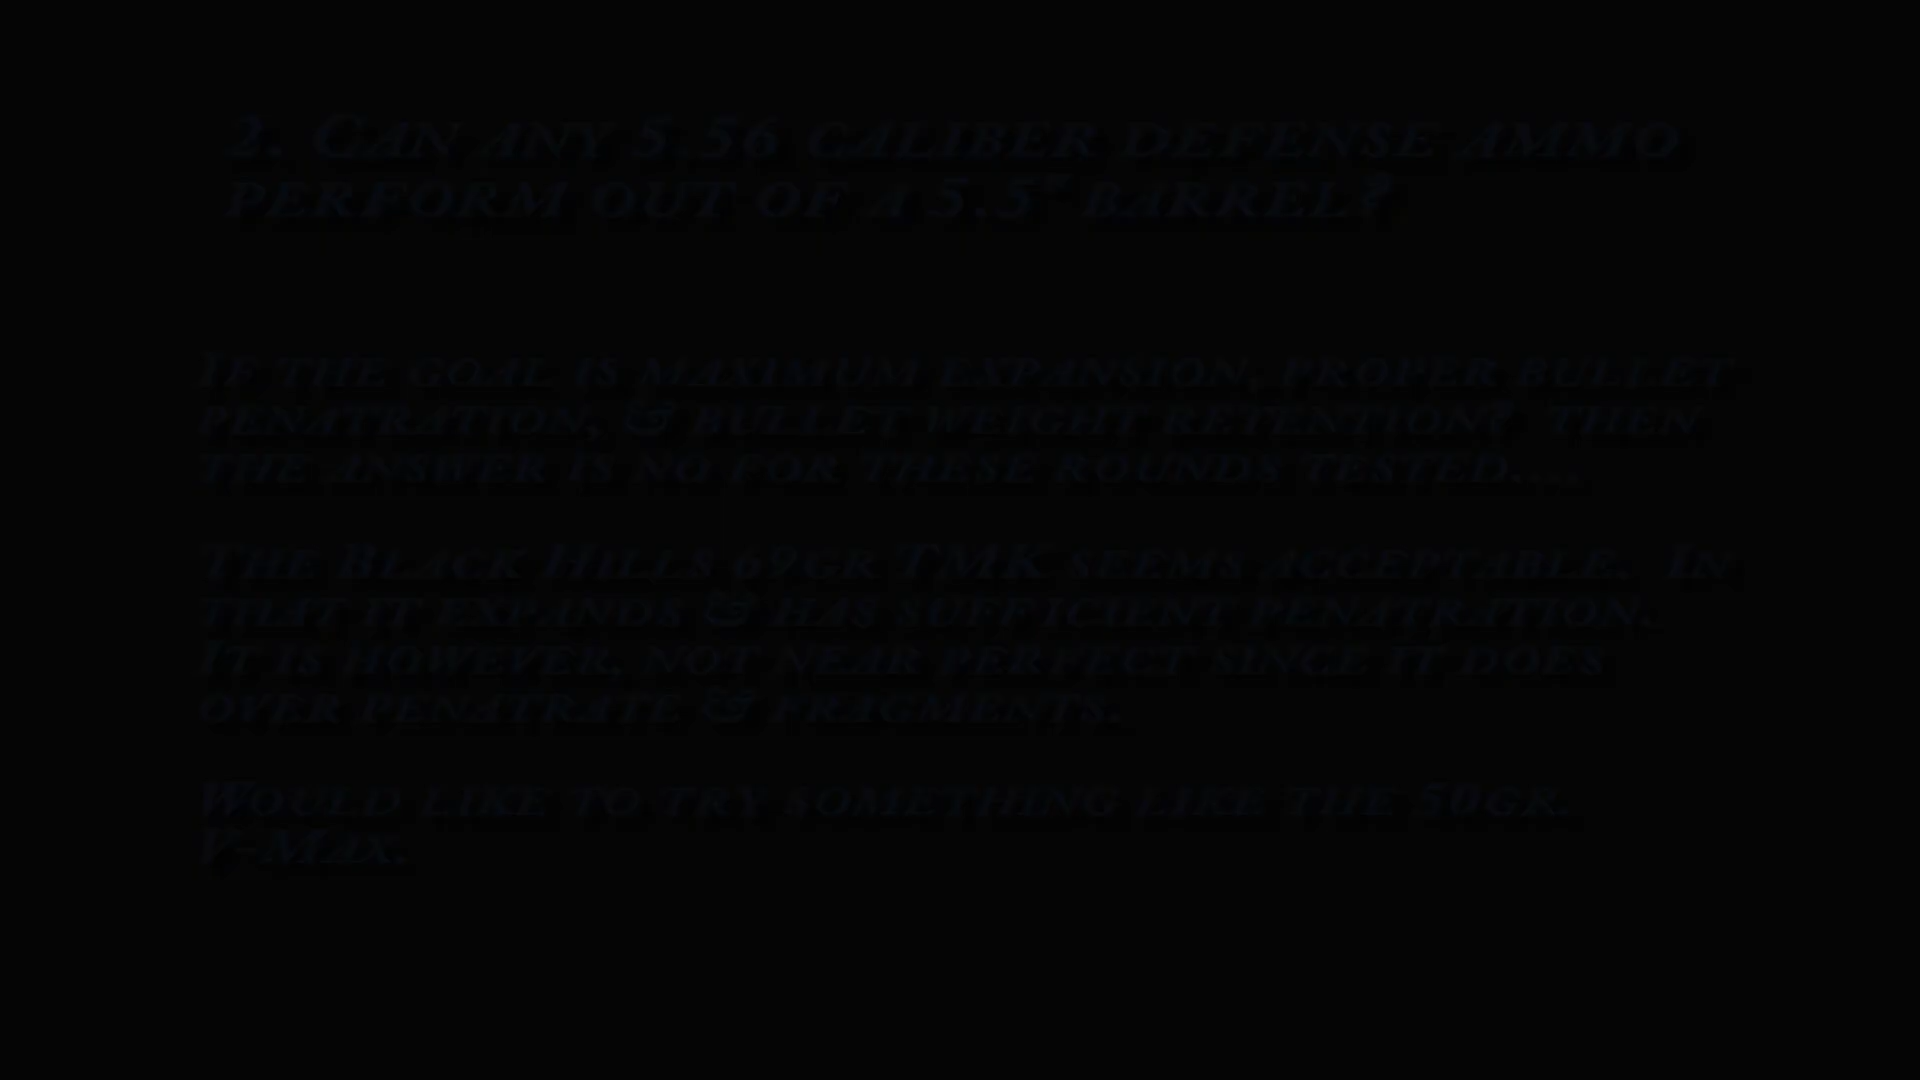 2. Can any 5.56 caliber defense ammo
perform out of a 5.5" barrel?
If the goal is maximum expansion, proper bullet
penatration, & bullet weight retention?  Then
the answer is no for these rounds tested....
The Black Hills 69gr TMK seems acceptable.  In
that it expands & has sufficient penatration.
It is however, not near perfect since it does
over penatrate & fragments.
Would like to try something like the 50gr.
V-Max.